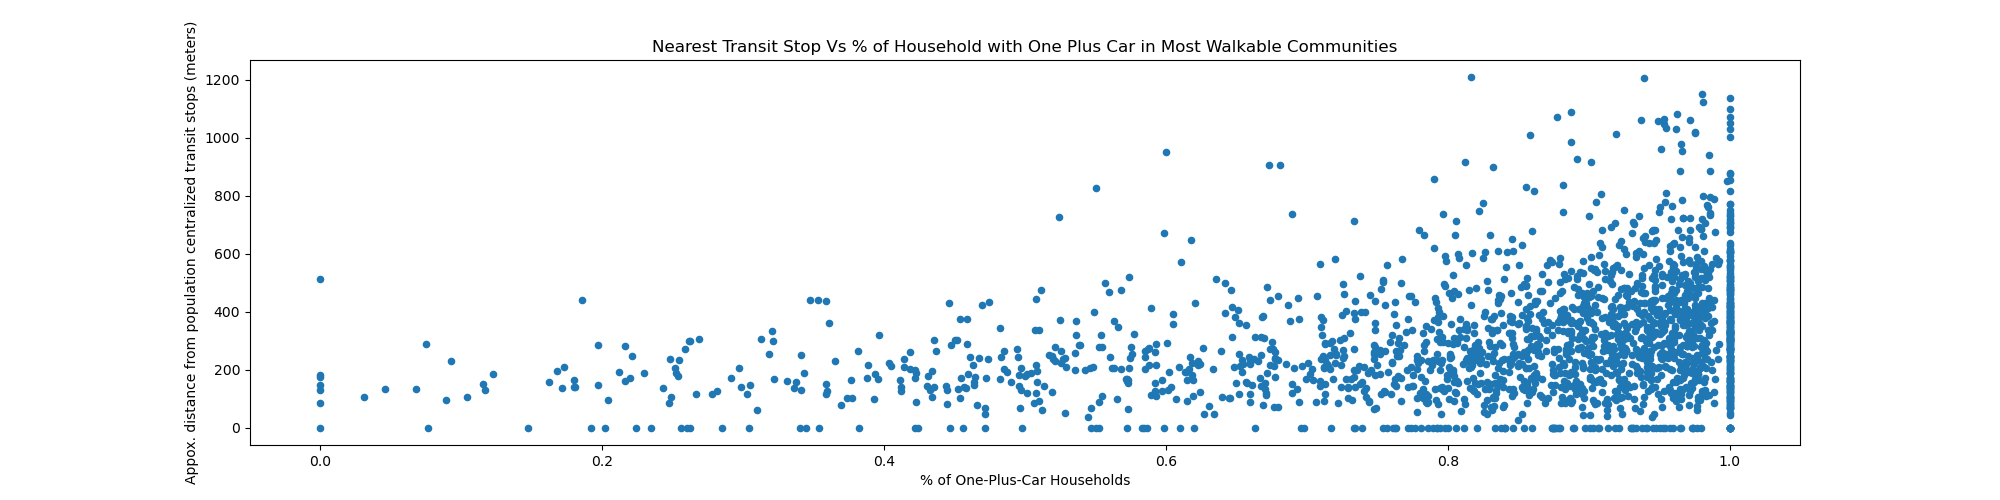 Nearest Transit Stop Vs % of Household with One Plus Car in Most Walkable Communities
Appox. distance from population centralized transit stops (meters)
1200
1000
800
600
400
200
0
0.0 0.2 0.4 0.6 0.8 1.0
% of One-Plus-Car Households